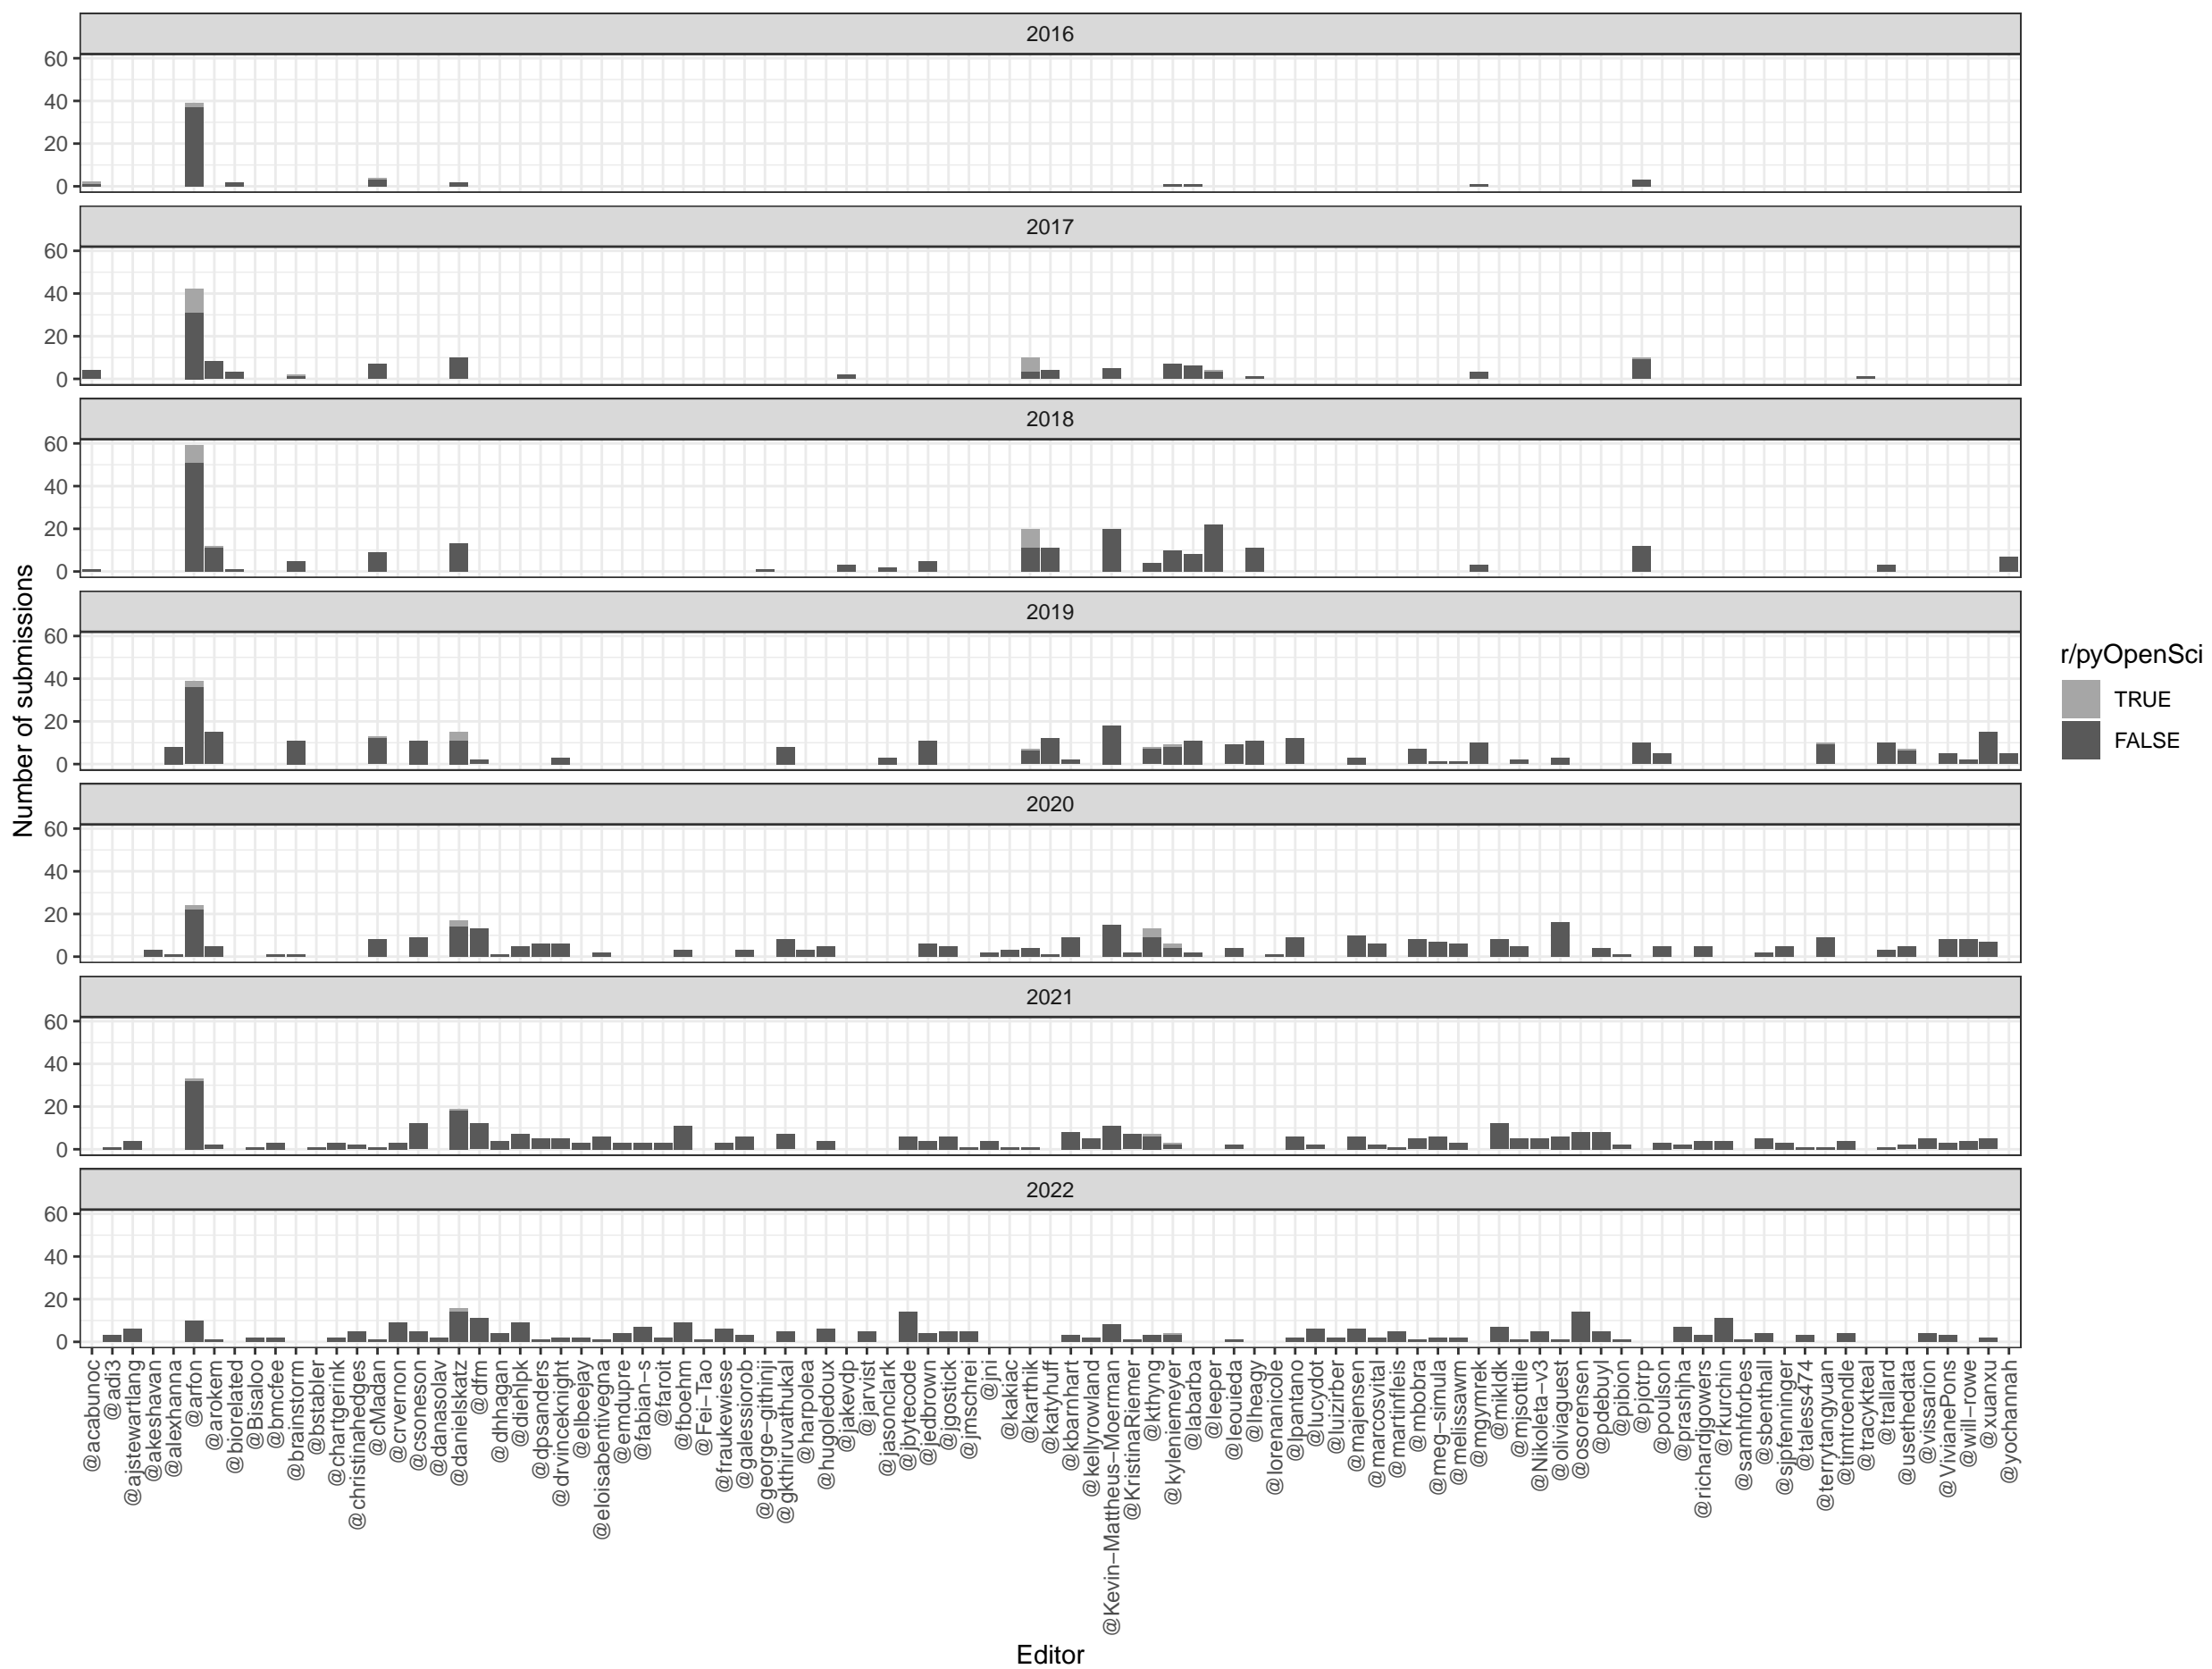 2016
60
40
20
0
2017
60
40
20
0
2018
60
40
20
0
2019
60
40
20
0
2020
60
40
20
0
2021
60
40
20
0
2022
60
40
20
0
Number of submissions
@acabunoc
@adi3
@ajstewartlang
@akeshavan
@alexhanna
@arfon
@arokem
@biorelated
@Bisaloo
@bmcfee
@brainstorm
@bstabler
@chartgerink
@christinahedges
@cMadan
@crvernon
@csoneson
@danasolav
@danielskatz
@dfm
@dhhagan
@diehlpk
@dpsanders
@drvinceknight
@elbeejay
@eloisabentivegna
@emdupre
@fabian−s
@faroit
@fboehm
@Fei−Tao
@fraukewiese
@galessiorob
@george−githinji
@gkthiruvathukal
@harpolea
@hugoledoux
@jakevdp
@jarvist
@jasonclark
@jbytecode
@jedbrown
@jgostick
@jmschrei
@jni
@kakiac
@karthik
@katyhuff
@kbarnhart
@kellyrowland
@Kevin−Mattheus−Moerman
@KristinaRiemer
@kthyng
@kyleniemeyer
@labarba
@leeper
@leouieda
@lheagy
@lorenanicole
@lpantano
@lucydot
@luizirber
@majensen
@marcosvital
@martinfleis
@mbobra
@meg−simula
@melissawm
@mgymrek
@mikldk
@mjsottile
@Nikoleta−v3
@oliviaguest
@osorensen
@pdebuyl
@pibion
@pjotrp
@poulson
@prashjha
@richardjgowers
@rkurchin
@samhforbes
@sbenthall
@sjpfenninger
@taless474
@terrytangyuan
@timtroendle
@tracykteal
@trallard
@usethedata
@vissarion
@VivianePons
@will−rowe
@xuanxu
@yochannah
Editor
r/pyOpenSci
TRUE
FALSE